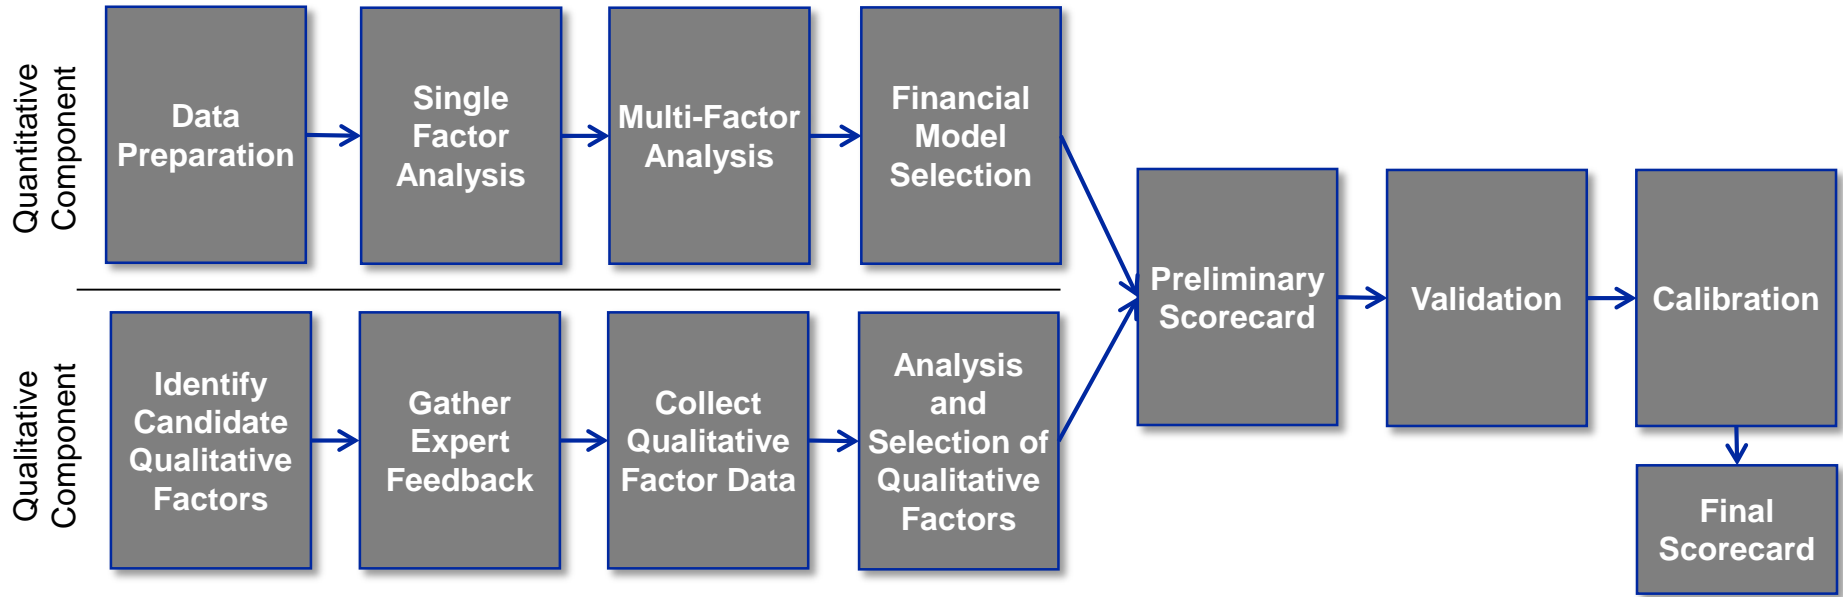 Quantitative
Component
Data
Preparation
Single
Factor
Analysis
Multi-Factor
Analysis
Financial
Model
Selection
Qualitative
Component
Identify
Candidate
Qualitative
Factors
Gather
Expert
Feedback
Collect
Qualitative
Factor Data
Analysis
and
Selection of
Qualitative
Factors
Preliminary
Scorecard
Validation
Calibration
Final
Scorecard